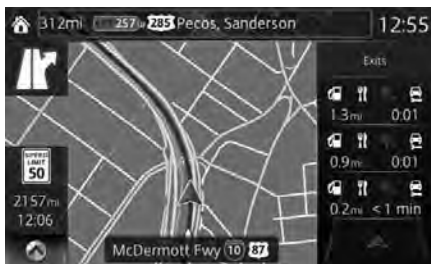 312mi 257 to 285 Pecos, Sanderson 12:55
Exits
1.3mi 0:01
0.9mi 0:01
SPEED LIMIT 50
0.2mi < 1 min
2157mi
12:06
McDermott Fwy 10 87